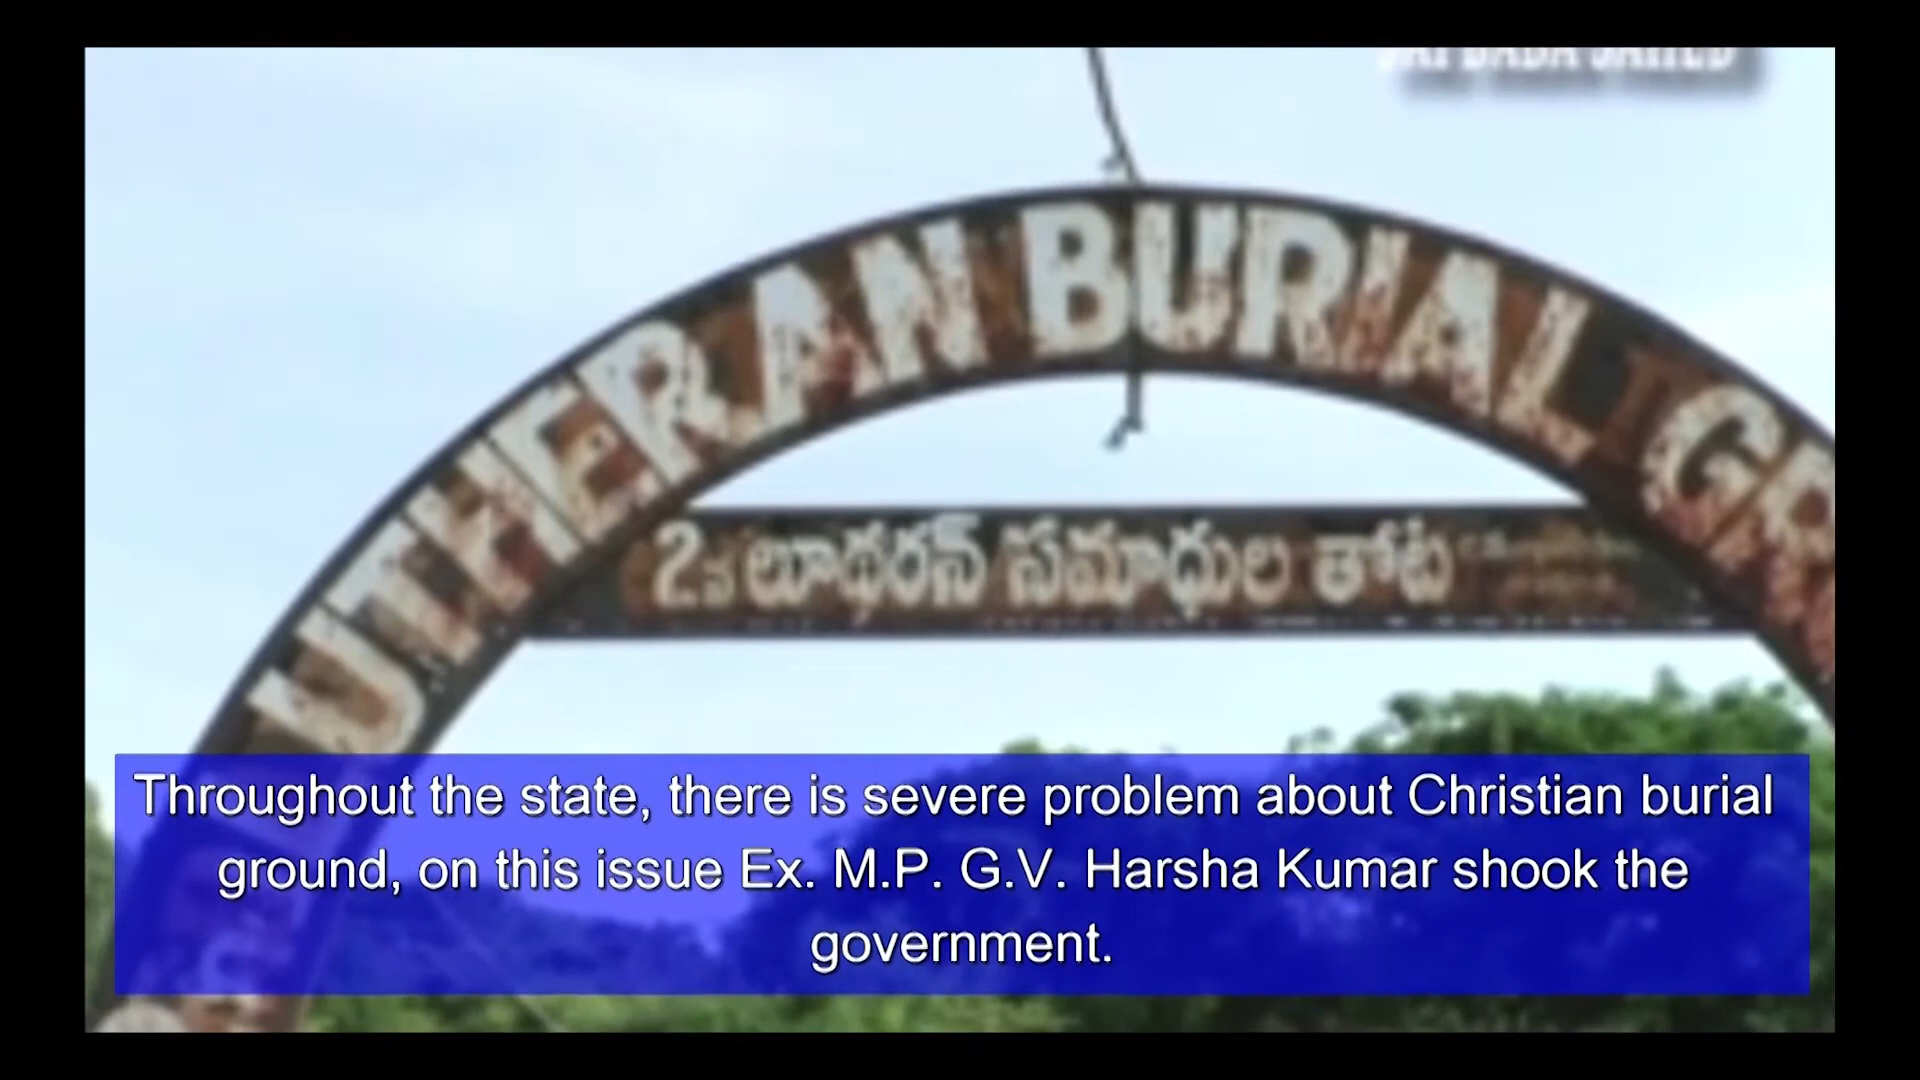 LUTHERAN BURIAL GR
2వ లూథరన్ సమాధుల తోట
Throughout the state, there is severe problem about Christian burial
ground, on this issue Ex. M.P. G.V. Harsha Kumar shook the
government.